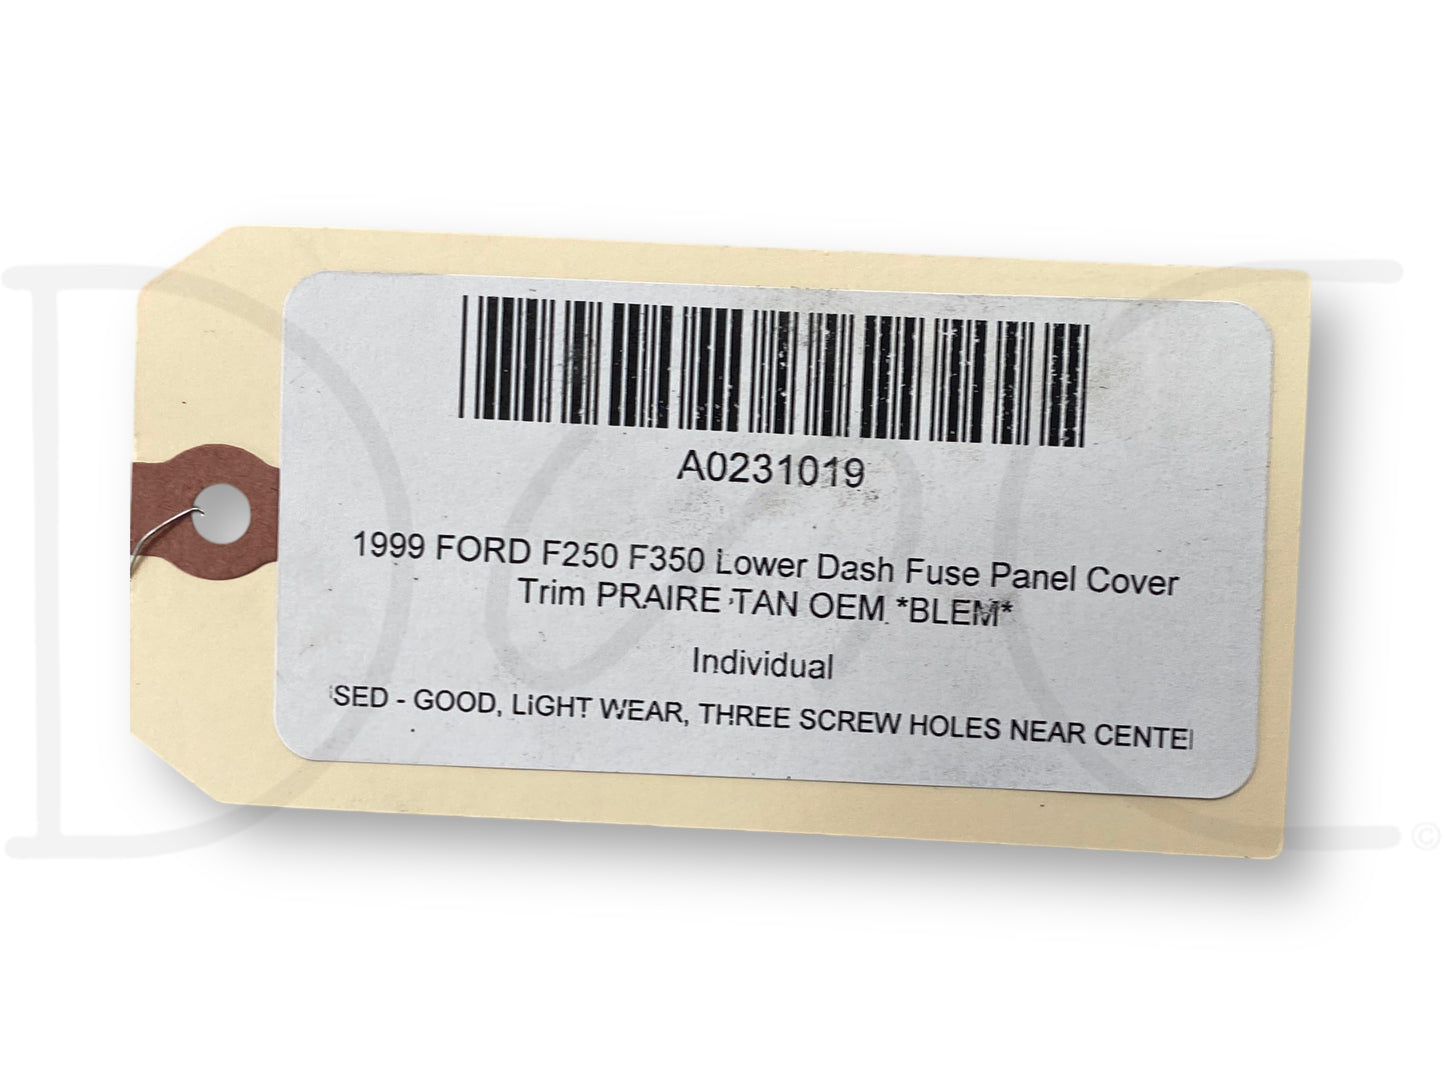 A0231019
1999 FORD F250 F350 Lower Dash Fuse Panel Cover
Trim PRAIRE TAN OEM *BLEM*
Individual
SED - GOOD, LIGHT WEAR, THREE SCREW HOLES NEAR CENTE
©